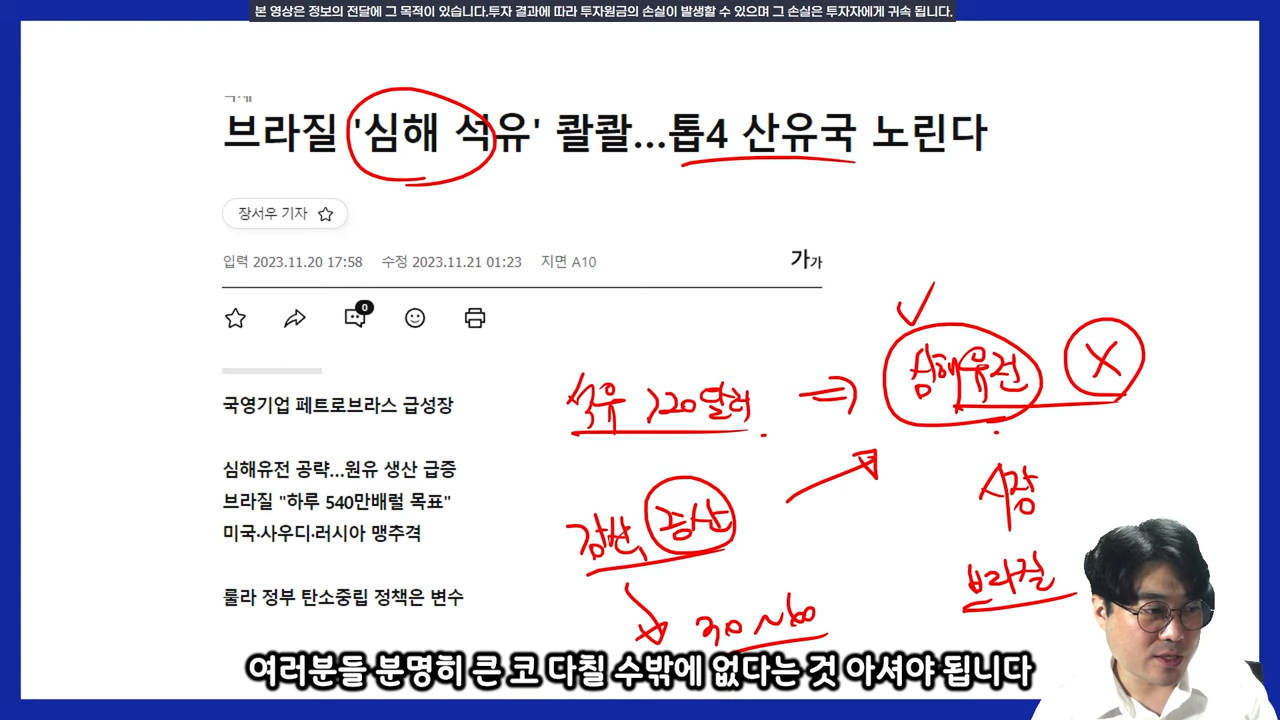 본 영상은 정보의 전달에 그 목적이 있습니다.투자 결과에 따라 투자원금의 손실이 발생할 수 있으며 그 손실은 투자자에게 귀속 됩니다.
브라질 '심해 석유' 콸콸...톱4 산유국 노린다
장서우 기자
입력 2023.11.20 17:58 수정 2023.11.21 01:23 지면 A10
가가
0
국영기업 페트로브라스 급성장
석유 120달러 ⇒ 심해유전 X
심해유전 공략...원유 생산 급증
브라질 "하루 540만배럴 목표"
미국·사우디·러시아 맹추격
감산, 증산
시장
룰라 정부 탄소중립 정책은 변수
브라질
30~60
여러분들 분명히 큰 코 다칠 수밖에 없다는 것 아셔야 됩니다